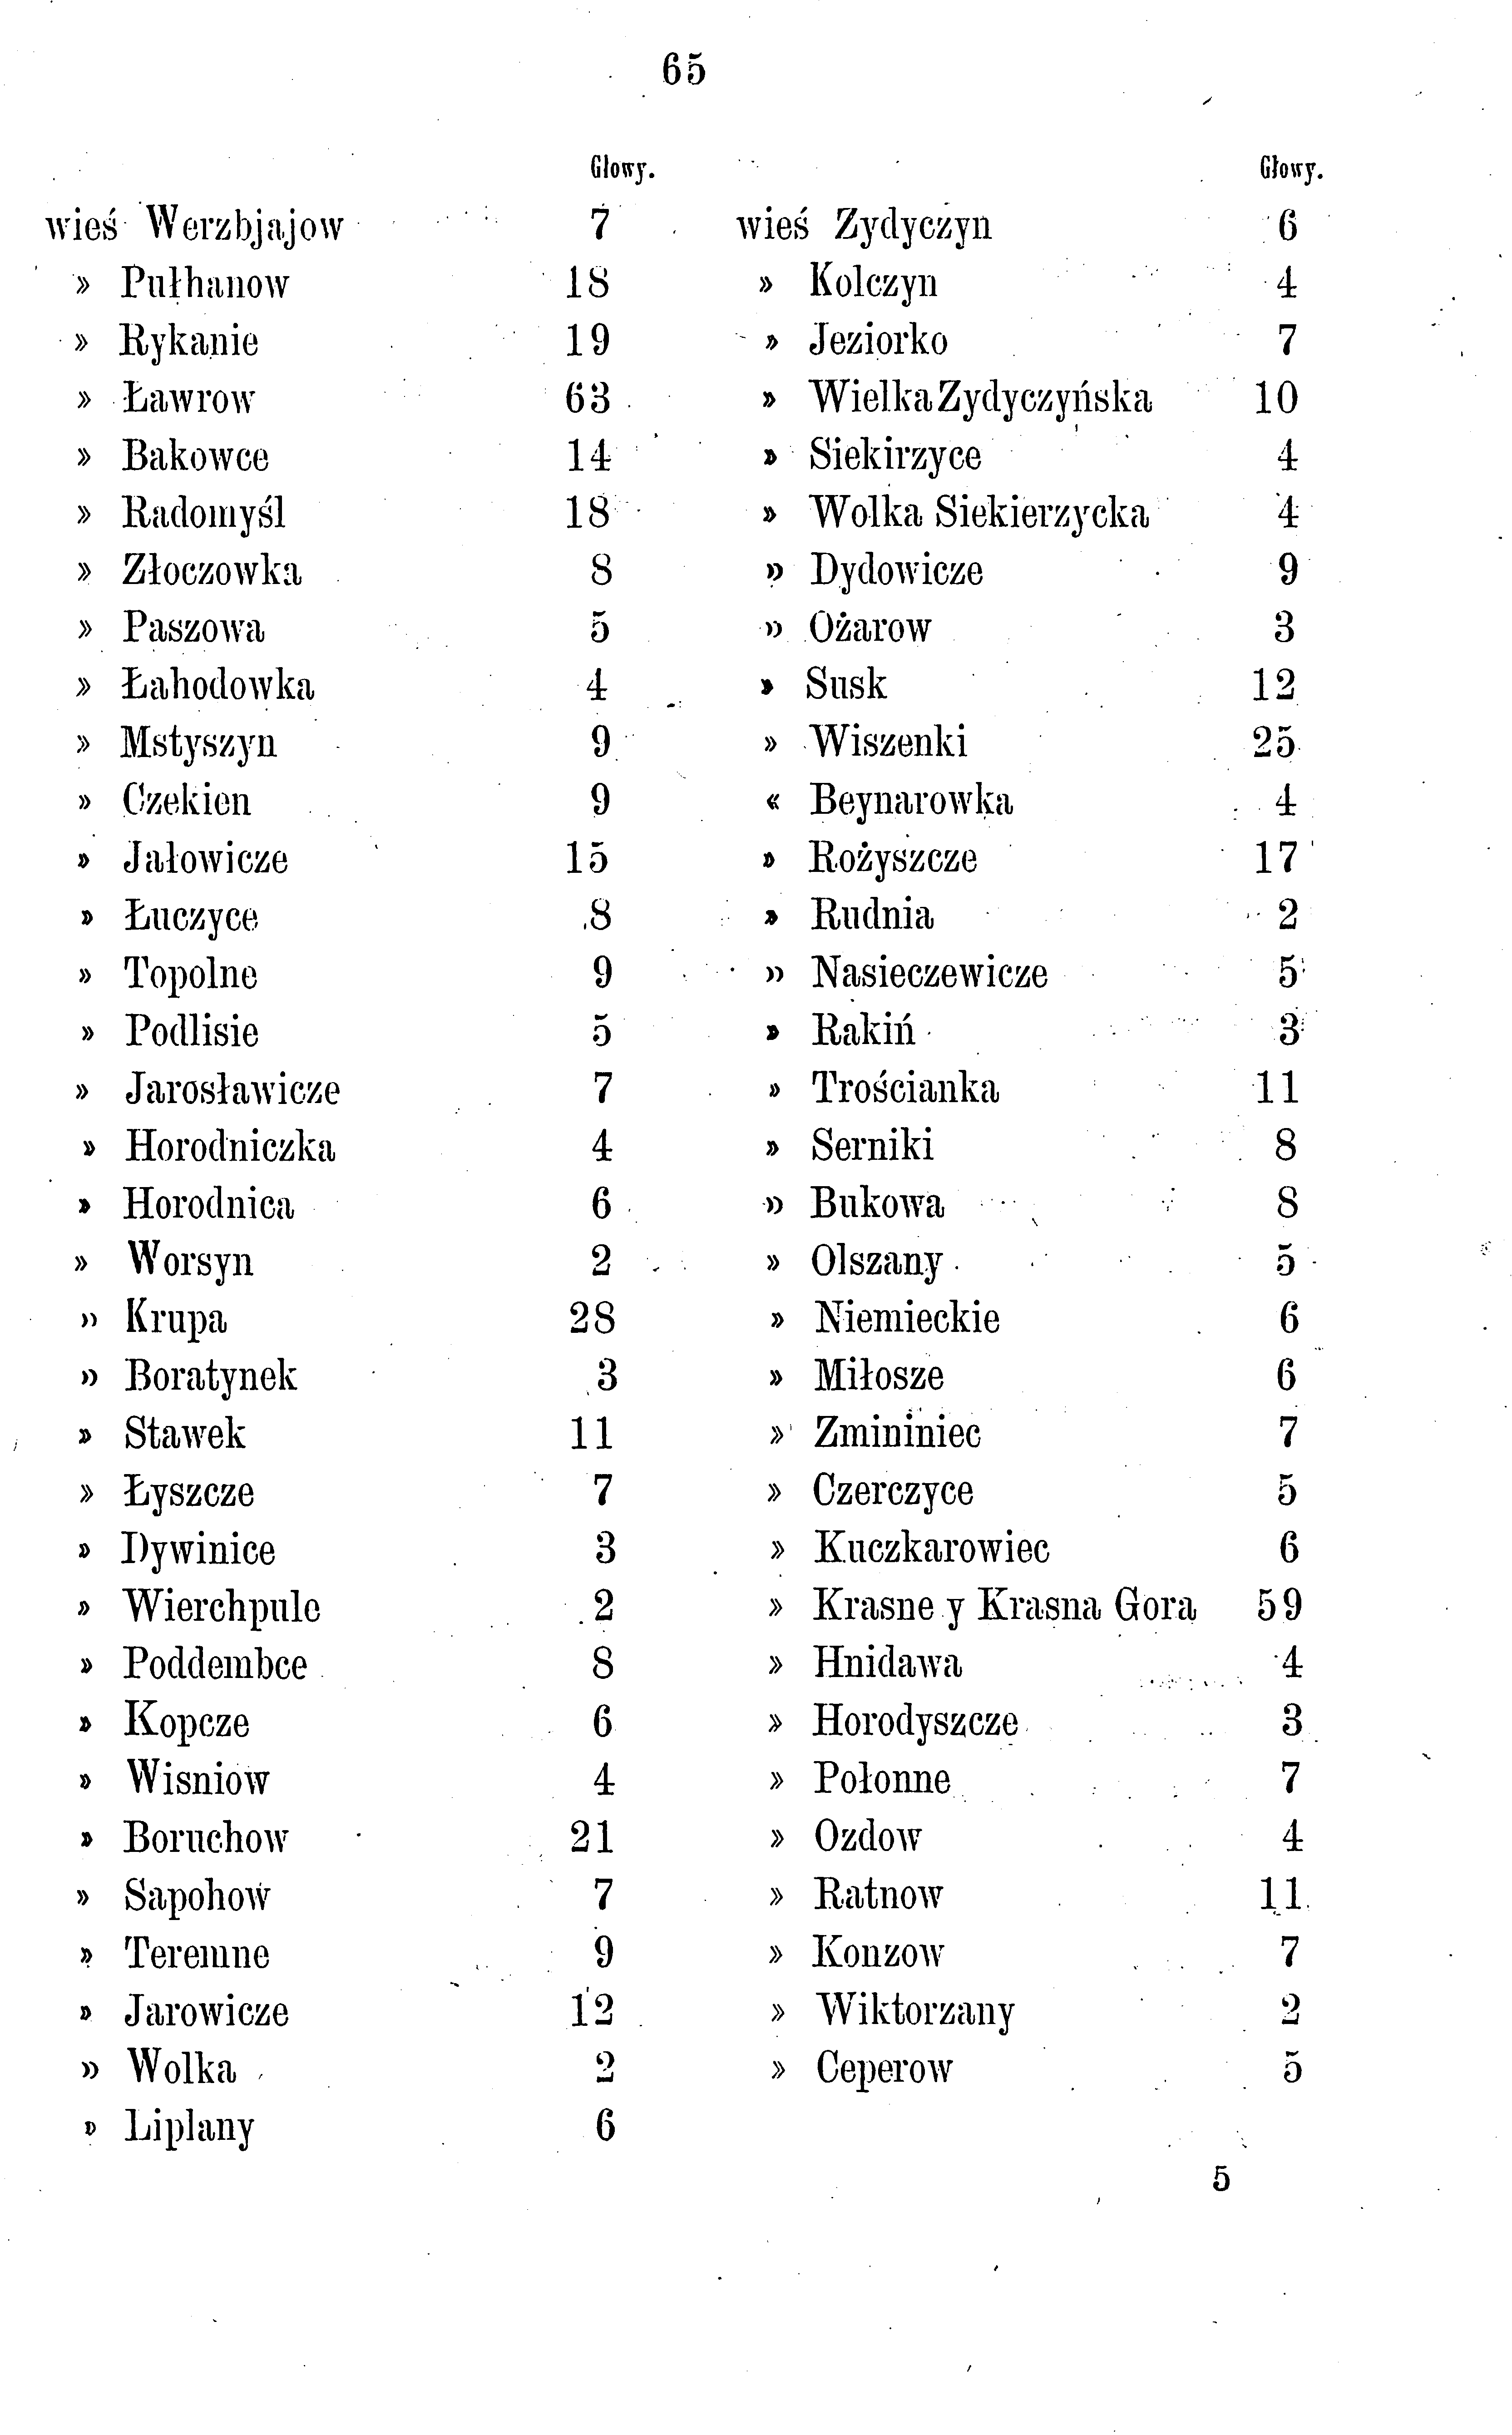 65
Głowy.
wieś Werzbjajow 7
» Pułhanow 18
» Rykanie 19
» Ławrow 63
» Bakowce 14
» Radomyśl 18
» Złoczowka 8
» Paszowa 5
» Łahodowka 4
» Mstyszyn 9
» Czekien 9
» Jałowicze 15
» Łuczyce 8
» Topolne 9
» Podlisie 5
» Jarosławicze 7
» Horodniczka 4
» Horodnica 6
» Worsyn 2
» Krupa 28
» Boratynek 3
» Stawek 11
» Łyszcze 7
» Dywinice 3
» Wierchpule 2
» Poddembce 8
» Kopcze 6
» Wisniow 4
» Boruchow 21
» Sapohow 7
» Teremne 9
» Jarowicze 12
» Wolka 2
» Liplany 6
Głowy.
wieś Zydyczyn 6
» Kolczyn 4
» Jeziorko 7
» Wielka Zydyczyńska 10
» Siekirzyce 4
» Wolka Siekierzycka 4
» Dydowicze 9
» Ożarow 3
» Susk 12
» Wiszenki 25
« Beynarowka 4
» Rożyszcze 17
» Rudnia 2
» Nasieczewicze 5
» Rakiń 3
» Trościanka 11
» Serniki 8
» Bukowa 8
» Olszany 5
» Niemieckie 6
» Miłosze 6
» Zmininiec 7
» Czerczyce 5
» Kuczkarowiec 6
» Krasne y Krasna Gora 59
» Hnidawa 4
» Horodyszcze 3
» Połonne 7
» Ozdow 4
» Ratnow 11
» Konzow 7
» Wiktorzany 2
» Ceperow 5
5